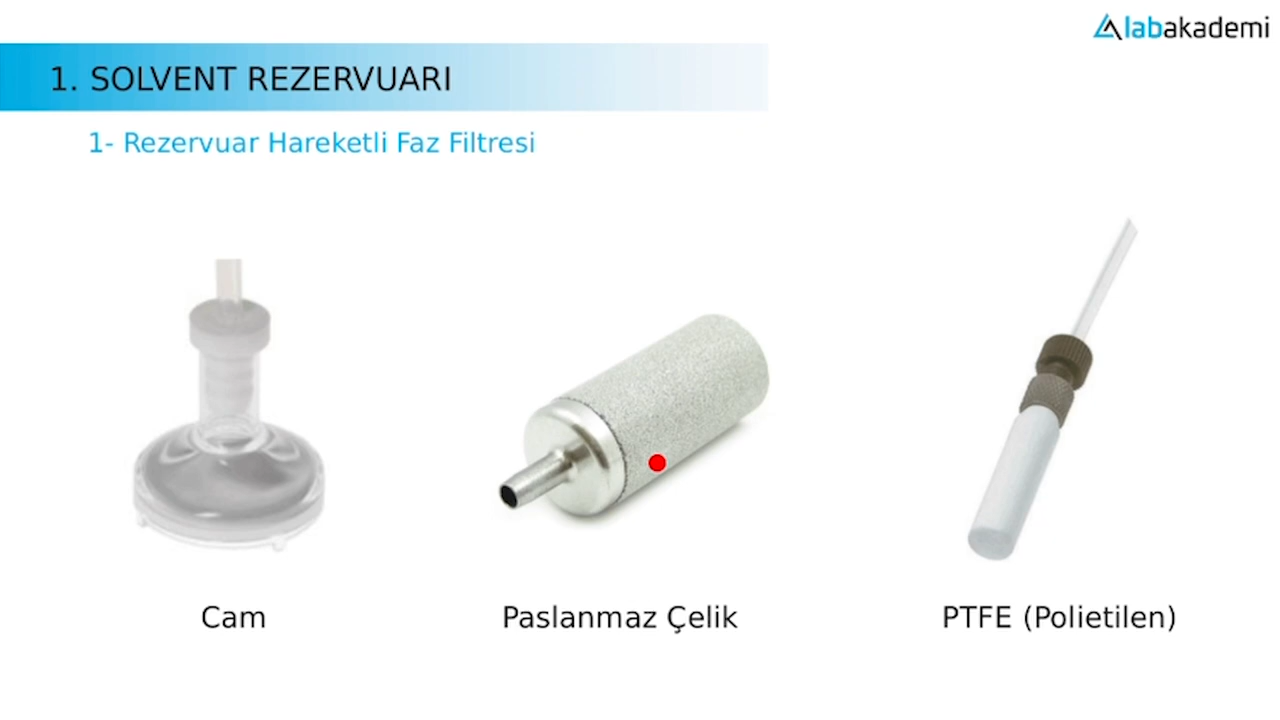 labakademi
1. SOLVENT REZERVUARI
1- Rezervuar Hareketli Faz Filtresi
Cam
Paslanmaz Çelik
PTFE (Polietilen)